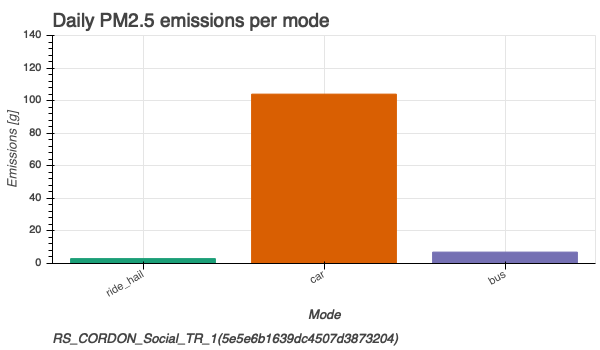 Daily PM2.5 emissions per mode
140
120
100
80
60
40
20
0
Emissions [g]
ride_hail
car
bus
Mode
RS_CORDON_Social_TR_1(5e5e6b1639dc4507d3873204)